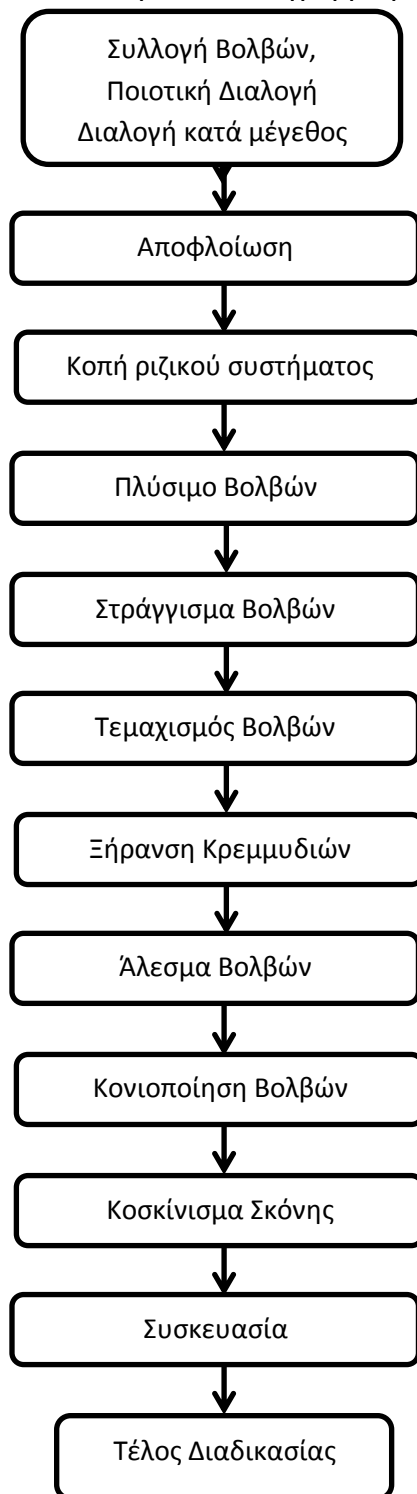 Συλλογή Βολβών,
Ποιοτική Διαλογή
Διαλογή κατά μέγεθος
Αποφλοίωση
Κοπή ριζικού συστήματος
Πλύσιμο Βολβών
Στράγγισμα Βολβών
Τεμαχισμός Βολβών
Ξήρανση Κρεμμυδιών
Άλεσμα Βολβών
Κονιοποίηση Βολβών
Κοσκίνισμα Σκόνης
Συσκευασία
Τέλος Διαδικασίας